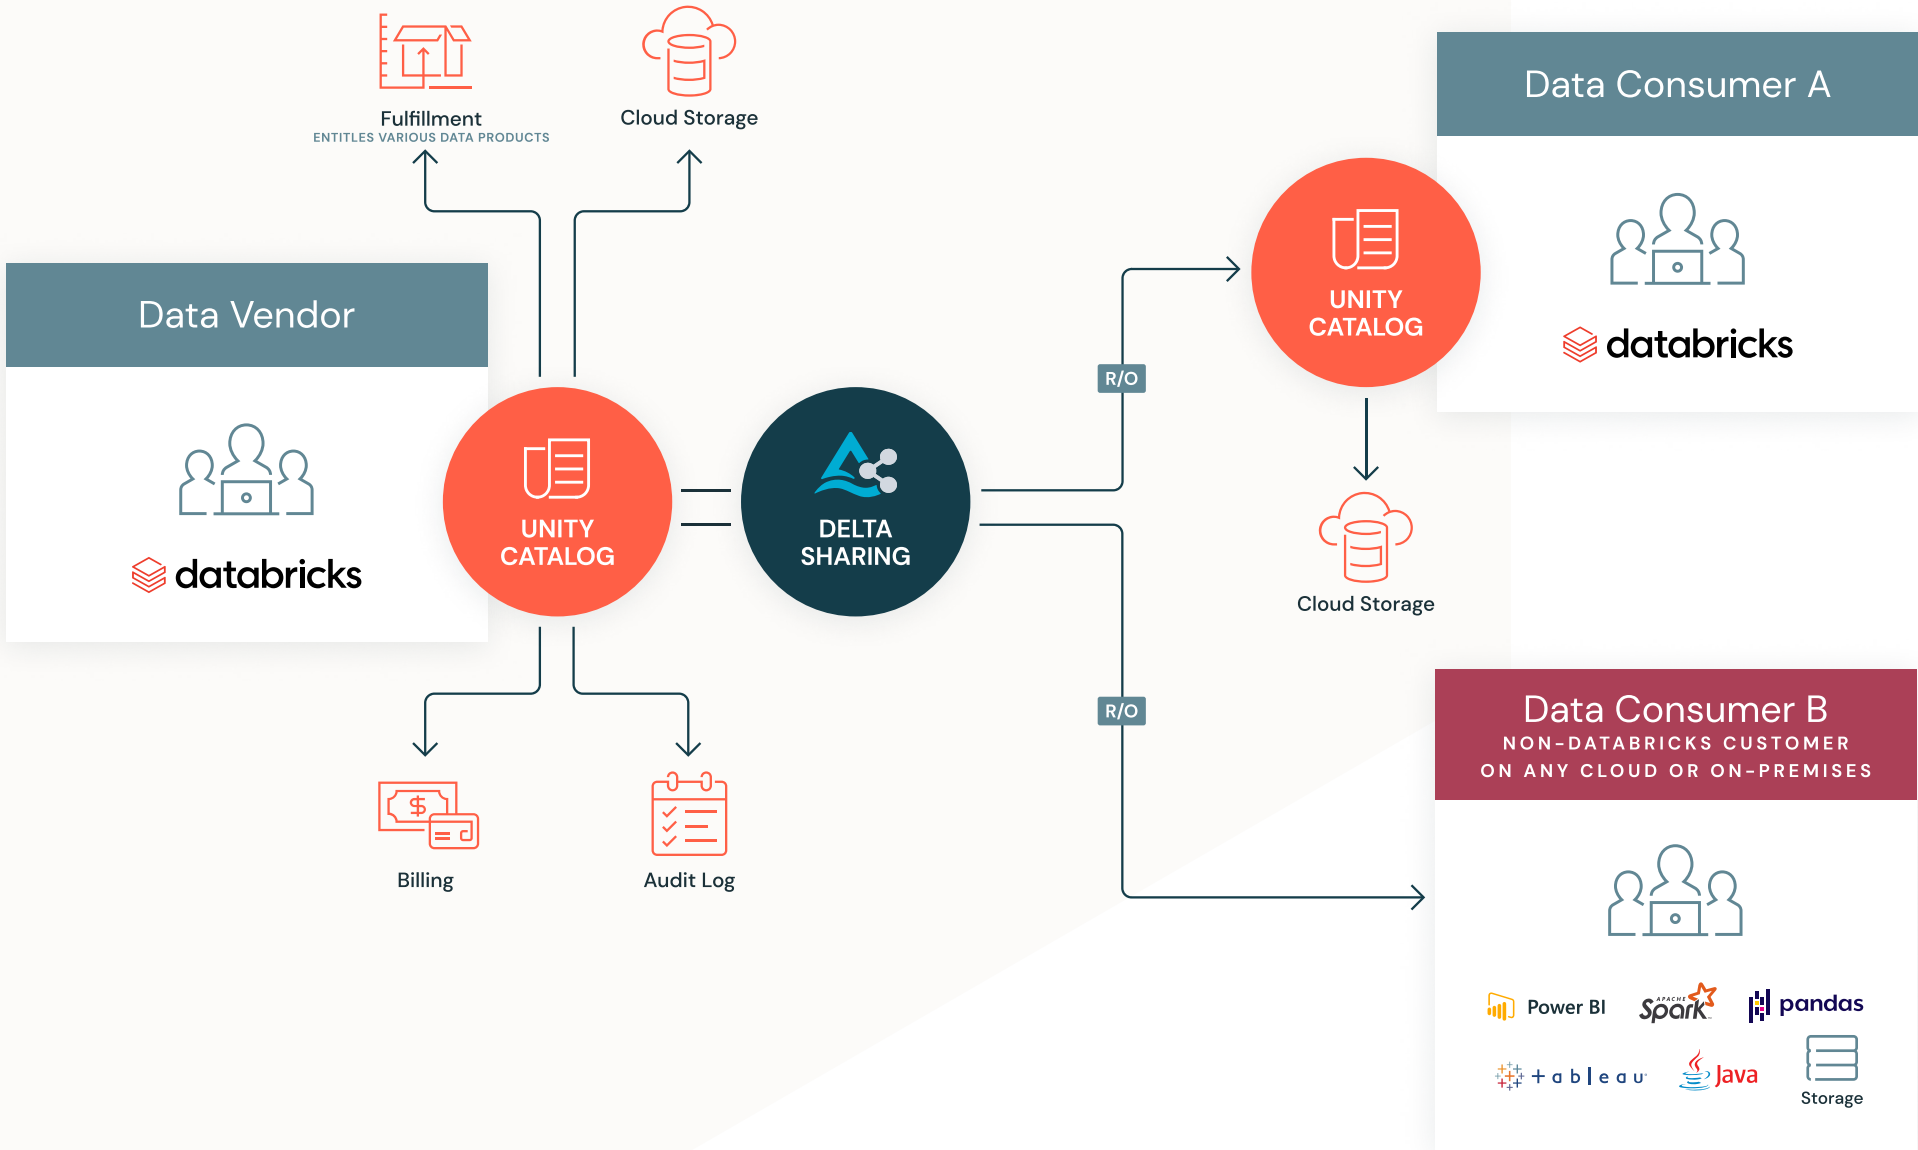 Fulfillment
ENTITLES VARIOUS DATA PRODUCTS
Cloud Storage
Data Vendor
databricks
UNITY
CATALOG
DELTA
SHARING
Billing
Audit Log
R/O
R/O
Data Consumer A
UNITY
CATALOG
databricks
Cloud Storage
Data Consumer B
NON-DATABRICKS CUSTOMER
ON ANY CLOUD OR ON-PREMISES
Power BI
APACHE
Spark
pandas
+ableau
Java
Storage